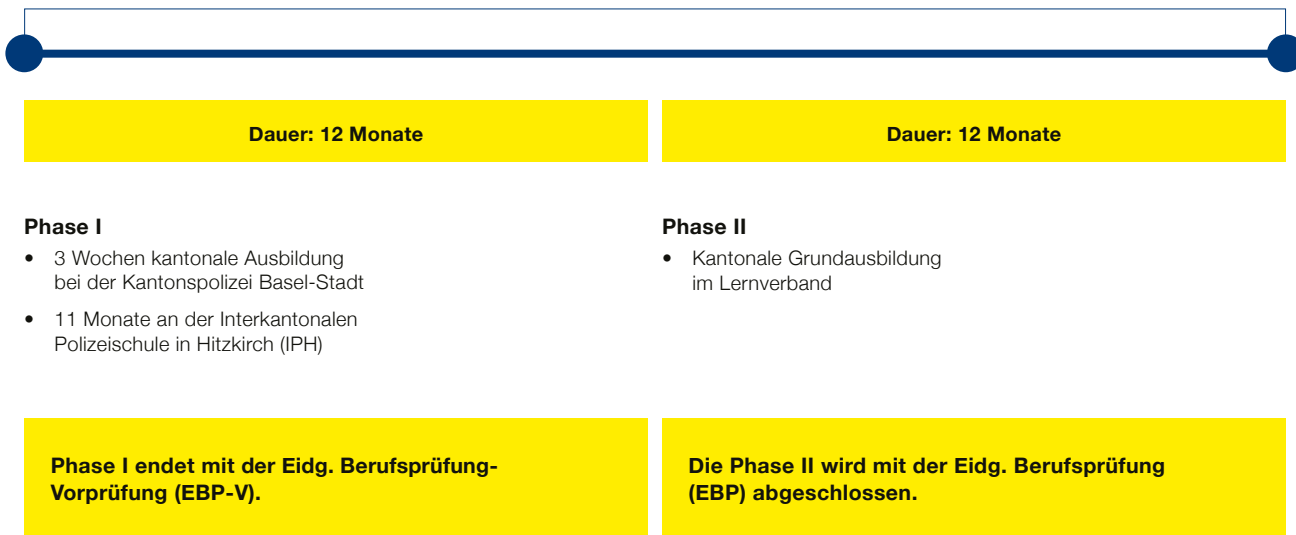 Dauer: 12 Monate
Dauer: 12 Monate
Phase I
• 3 Wochen kantonale Ausbildung
bei der Kantonspolizei Basel-Stadt
• 11 Monate an der Interkantonalen
Polizeischule in Hitzkirch (IPH)
Phase II
• Kantonale Grundausbildung
im Lernverband
Phase I endet mit der Eidg. Berufsprüfung-
Vorprüfung (EBP-V).
Die Phase II wird mit der Eidg. Berufsprüfung
(EBP) abgeschlossen.